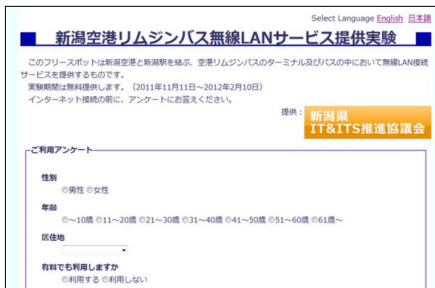 Select Language English 日本語
新潟空港リムジンバス無線LANサービス提供実験
このフリースポットは新潟空港と新潟駅を結ぶ、空港リムジンバスのターミナル及びバスの中において無線LAN接続
サービスを提供するものです。
実験期間は無料提供します。（2011年11月11日～2012年2月10日）
インターネット接続の前に、アンケートにお答えください。
提供：
新潟県
IT&ITS推進協議会
ご利用アンケート
性別
男性 女性
年齢
～10歳 11～20歳 21～30歳 31～40歳 41～50歳 51～60歳 61歳～
居住地
有料でも利用しますか
利用する 利用しない